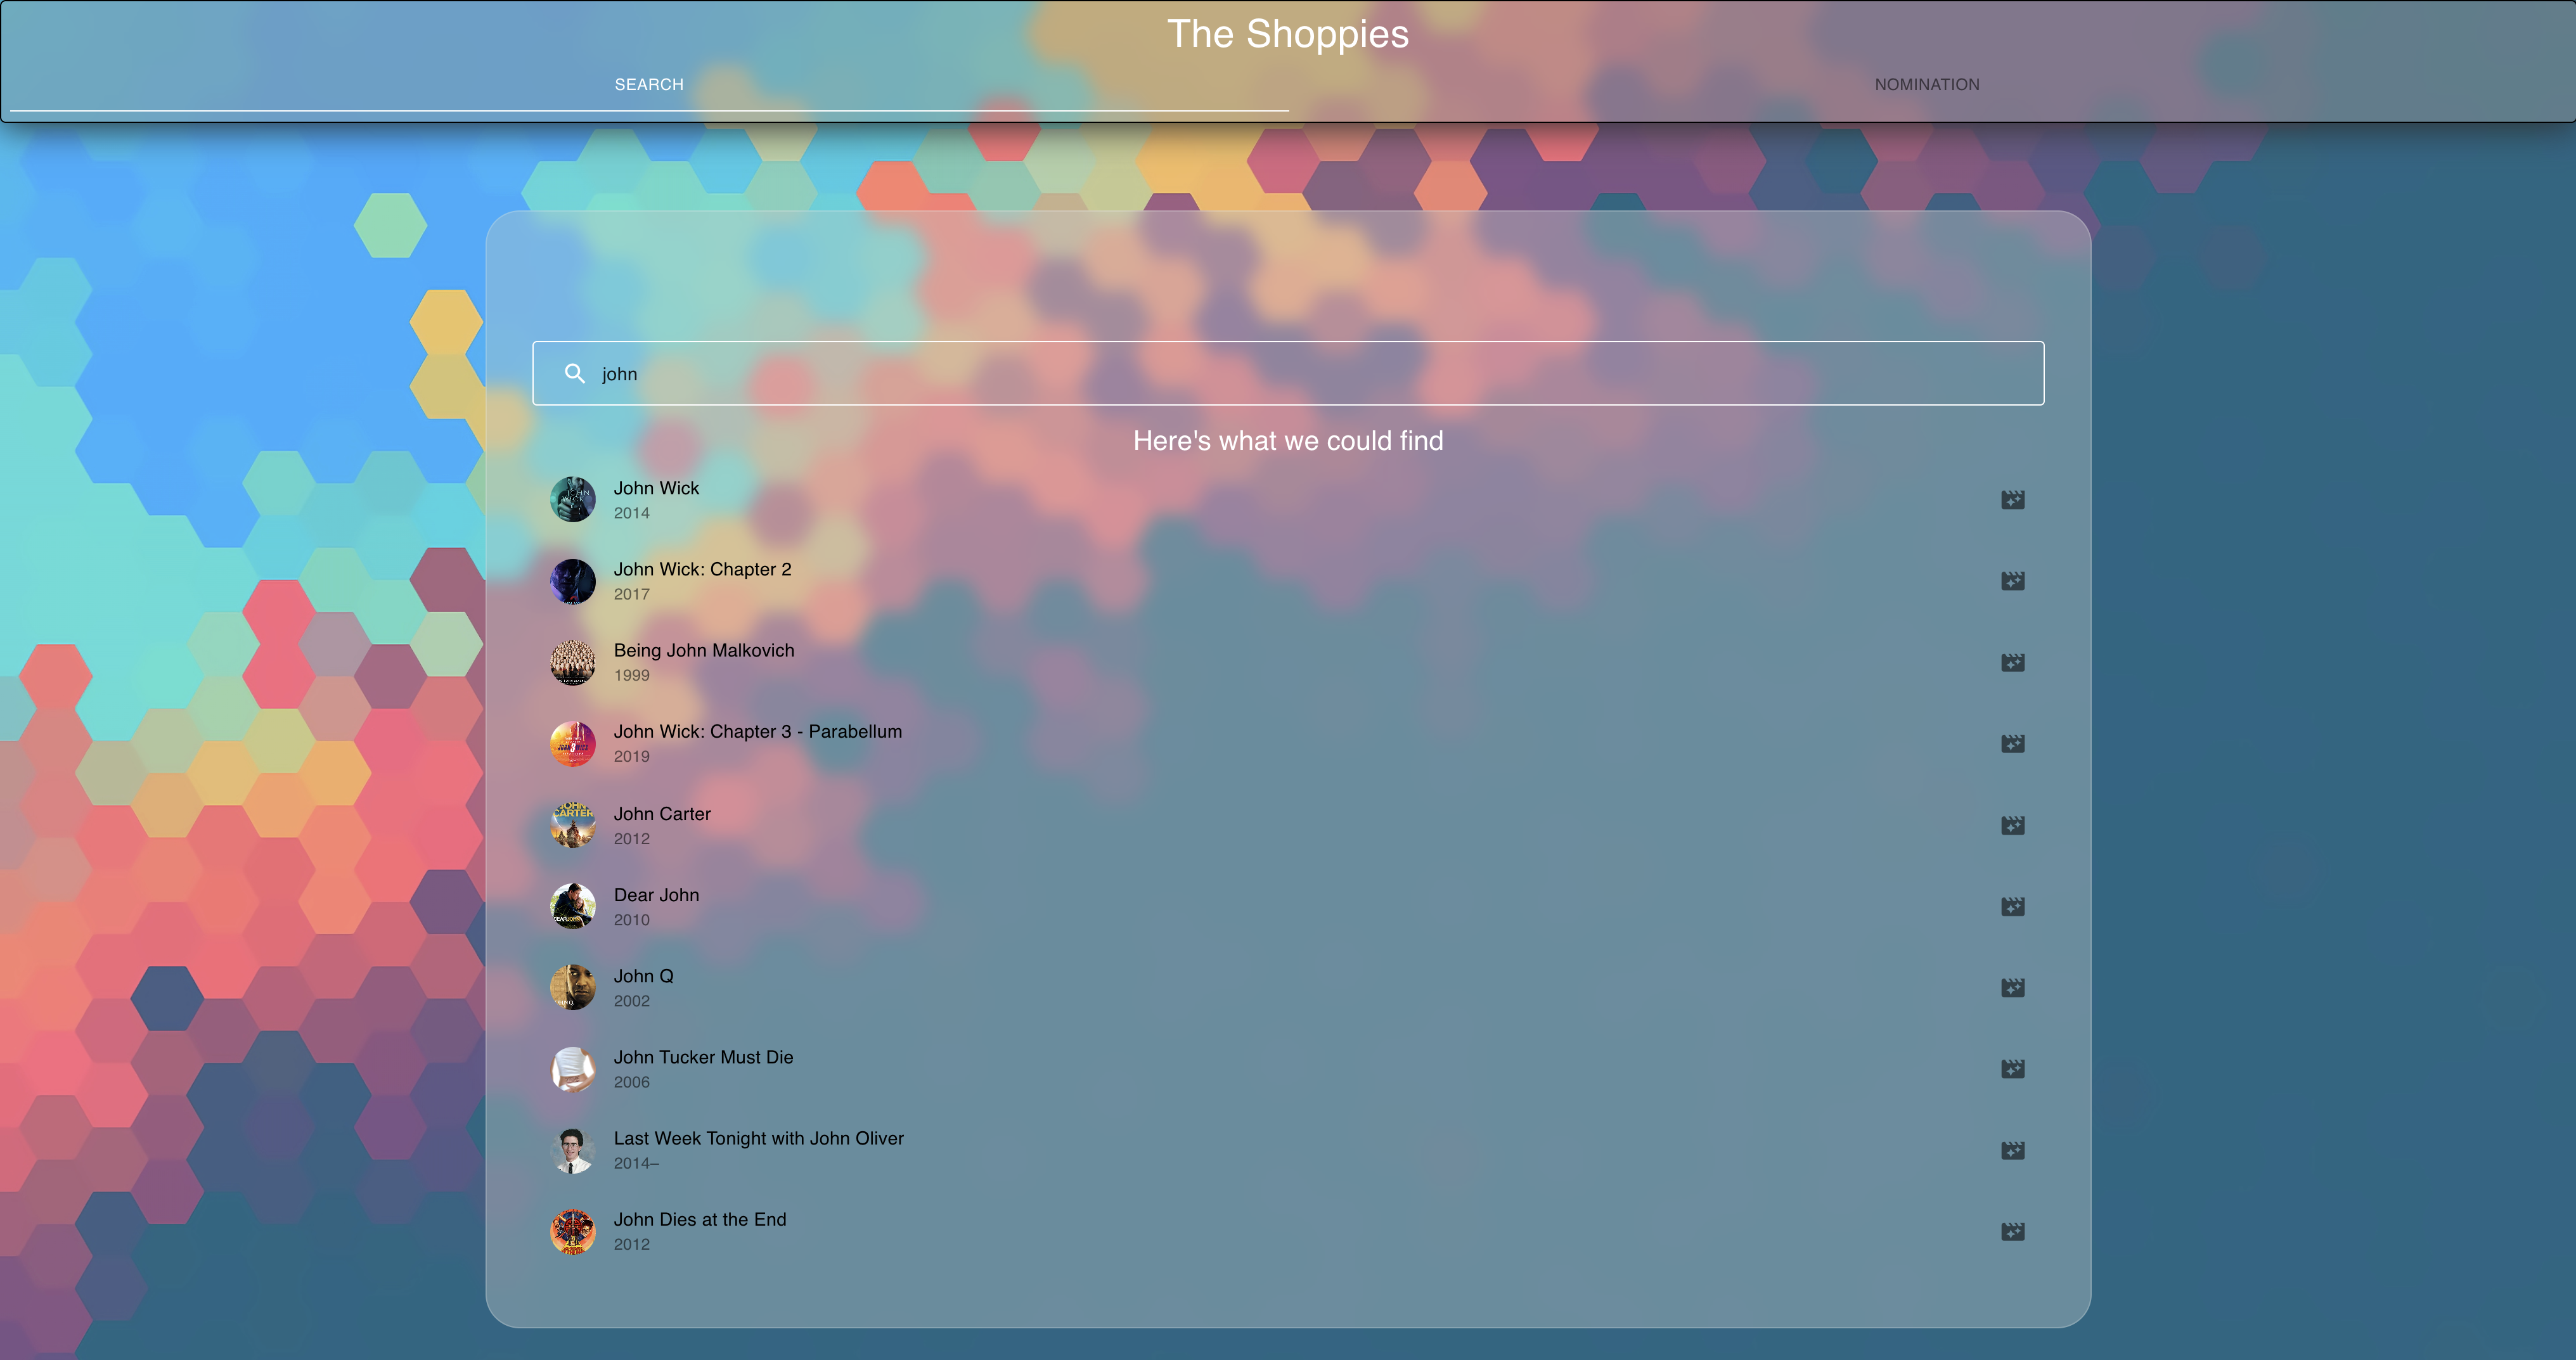 The Shoppies
SEARCH
NOMINATION
john
Here's what we could find
John Wick
2014
John Wick: Chapter 2
2017
Being John Malkovich
1999
John Wick: Chapter 3 - Parabellum
2019
John Carter
2012
Dear John
2010
John Q
2002
John Tucker Must Die
2006
Last Week Tonight with John Oliver
2014–
John Dies at the End
2012